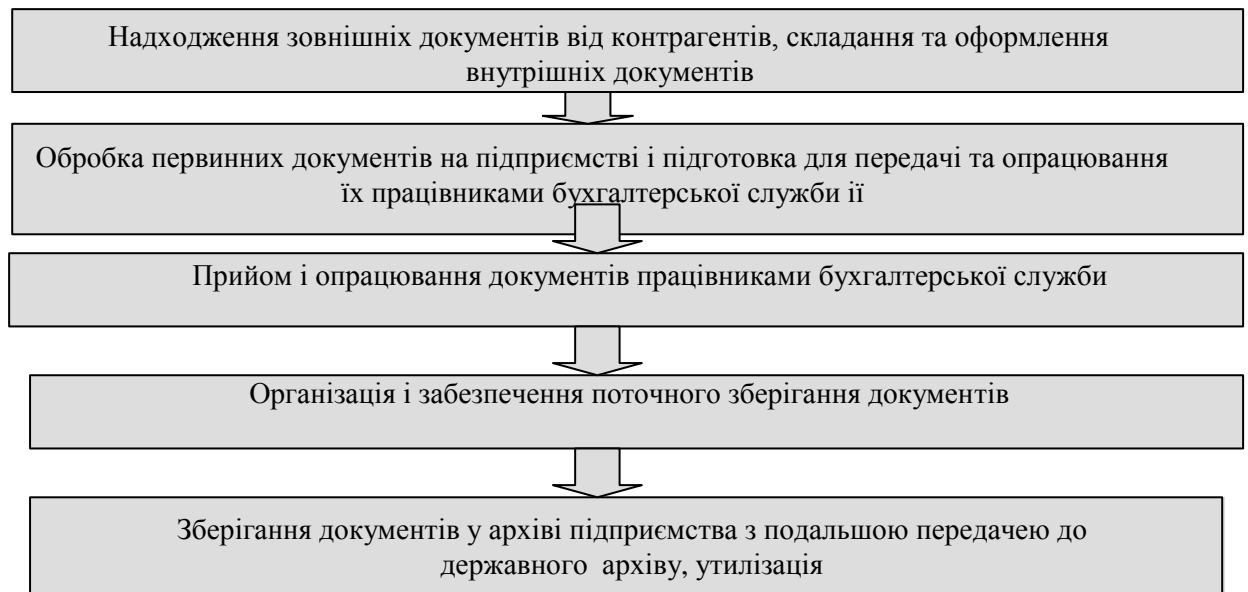 Надходження зовнішніх документів від контрагентів, складання та оформлення
внутрішніх документів
Обробка первинних документів на підприємстві і підготовка для передачі та опрацювання
їх працівниками бухгалтерської служби ії
Прийом і опрацювання документів працівниками бухгалтерської служби
Організація і забезпечення поточного зберігання документів
Зберігання документів у архіві підприємства з подальшою передачею до
державного архіву, утилізація